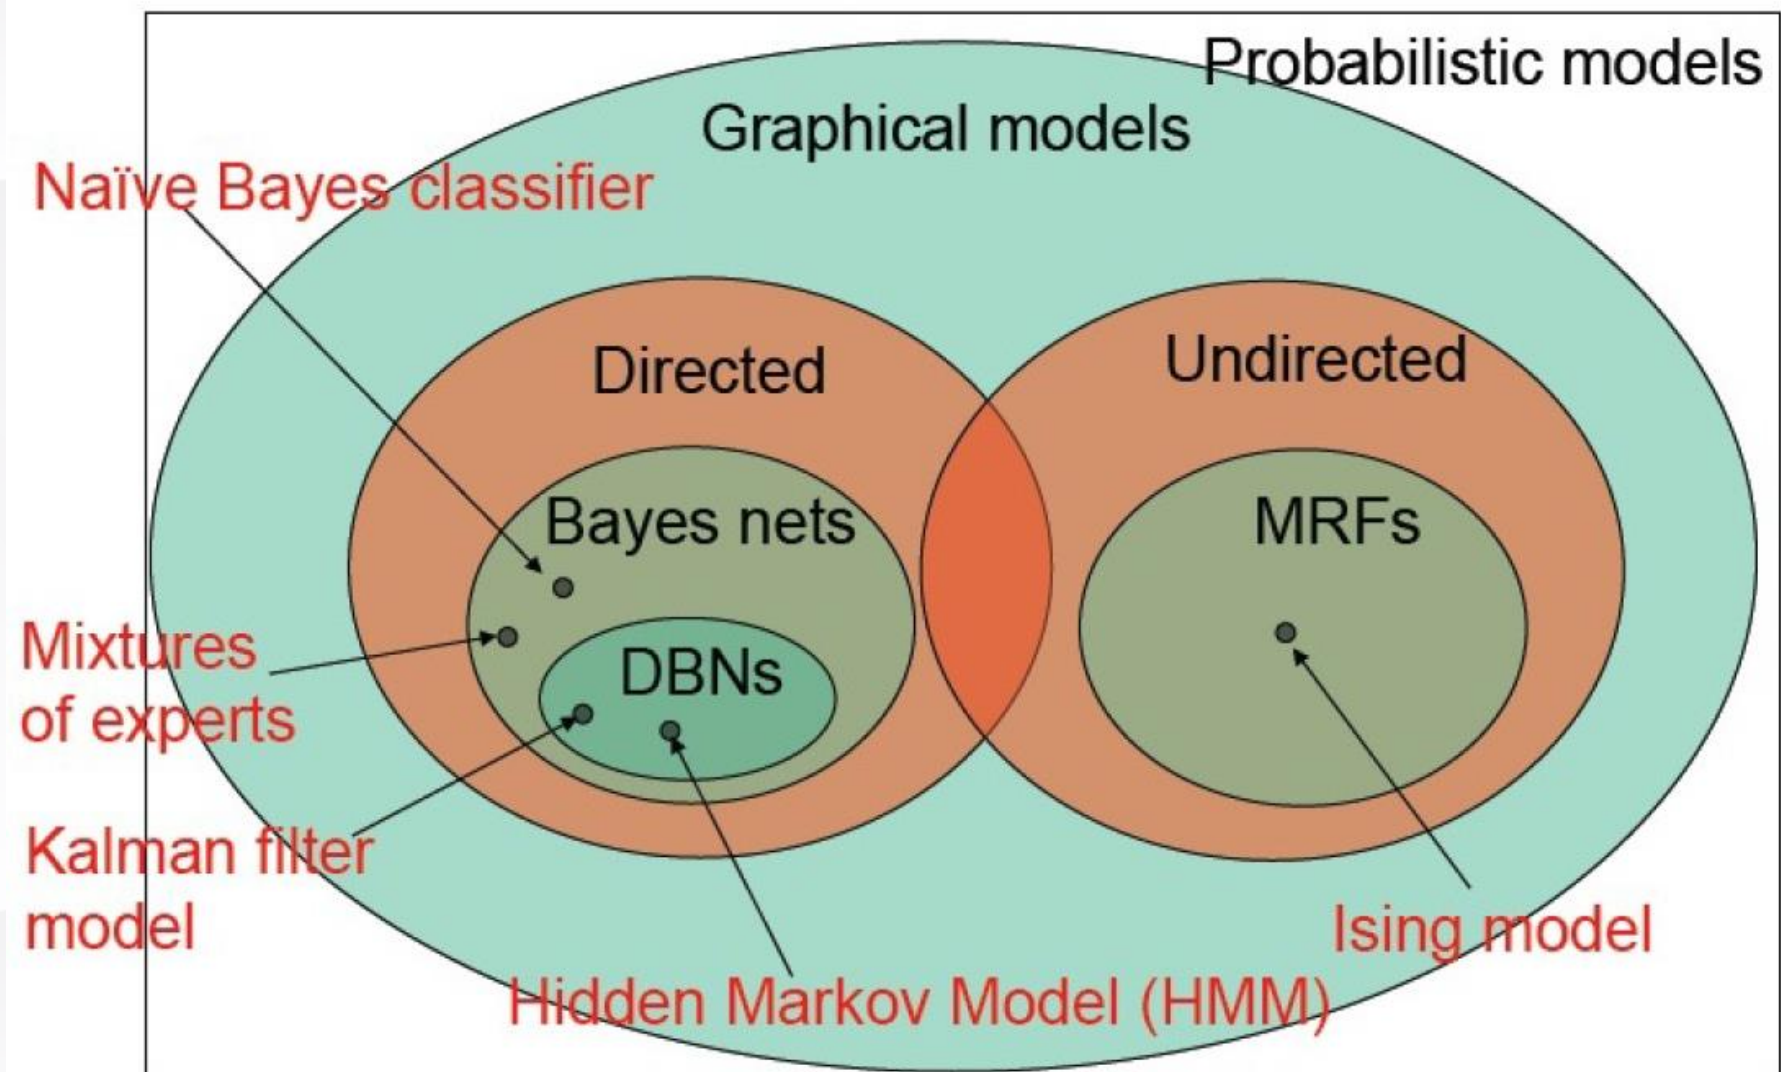 Probabilistic models
Graphical models
Naïve Bayes classifier
Directed
Undirected
Bayes nets
MRFs
Mixtures
of experts
DBNs
Kalman filter
model
Ising model
Hidden Markov Model (HMM)